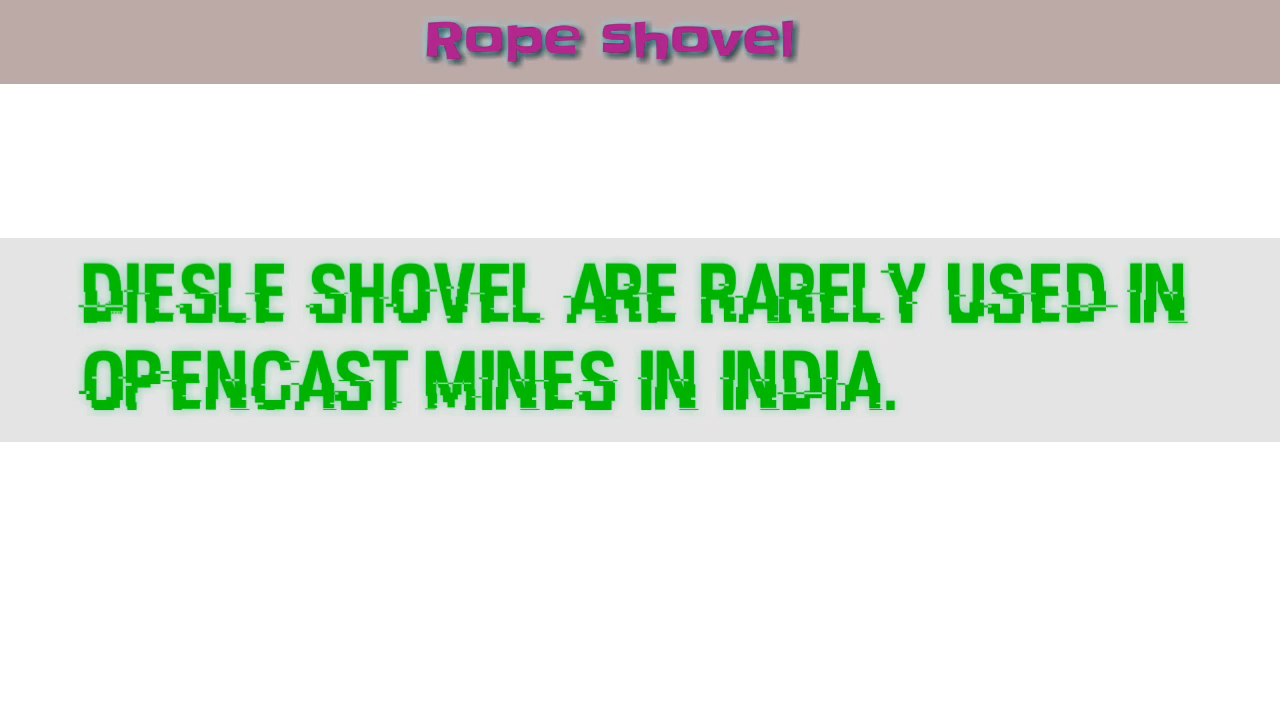 Rope shovel
DIESLE SHOVEL ARE RARELY USED IN
OPENCAST MINES IN INDIA.